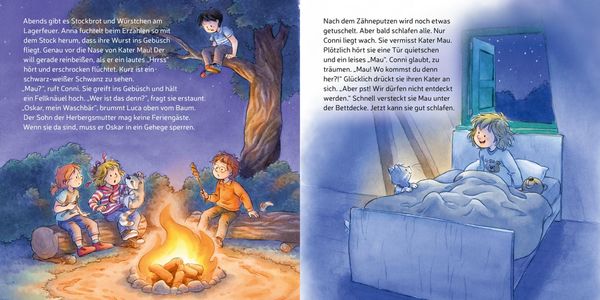 Abends gibt es Stockbrot und Würstchen am
Lagerfeuer. Anna fuchtelt beim Erzählen so mit
dem Stock herum, dass ihre Wurst ins Gebüsch
fliegt. Genau vor die Nase von Kater Mau! Der
will gerade reinbeißen, als er ein lautes „Hrrss“
hört und erschrocken flüchtet. Kurz ist ein
schwarz-weißer Schwanz zu sehen.
„Mau?“, ruft Conni. Sie greift ins Gebüsch und hält
ein Fellknäuel hoch. „Wer ist das denn?“, fragt sie erstaunt.
„Oskar, mein Waschbär“, brummt Luca oben vom Baum.
Der Sohn der Herbergsmutter mag keine Feriengäste.
Wenn sie da sind, muss er Oskar in ein Gehege sperren.
Nach dem Zähneputzen wird noch etwas
getuschelt. Aber bald schlafen alle. Nur
Conni liegt wach. Sie vermisst Kater Mau.
Plötzlich hört sie eine Tür quietschen
und ein leises „Mau“. Conni glaubt, zu
träumen. „Mau! Wo kommst du denn
her?!“ Glücklich drückt sie ihren Kater an
sich. „Aber pst! Wir dürfen nicht entdeckt
werden.“ Schnell versteckt sie Mau unter
der Bettdecke. Jetzt kann sie gut schlafen.